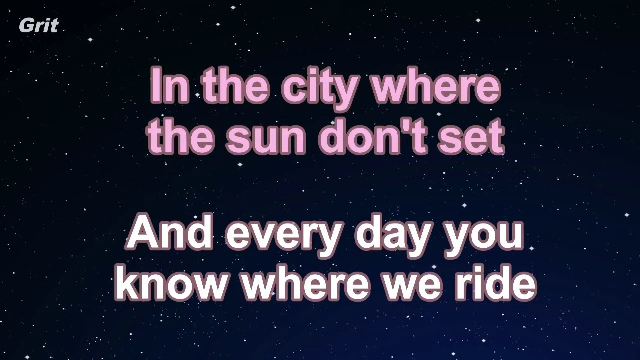 Grit
In the city where
the sun don't set
And every day you
know where we ride